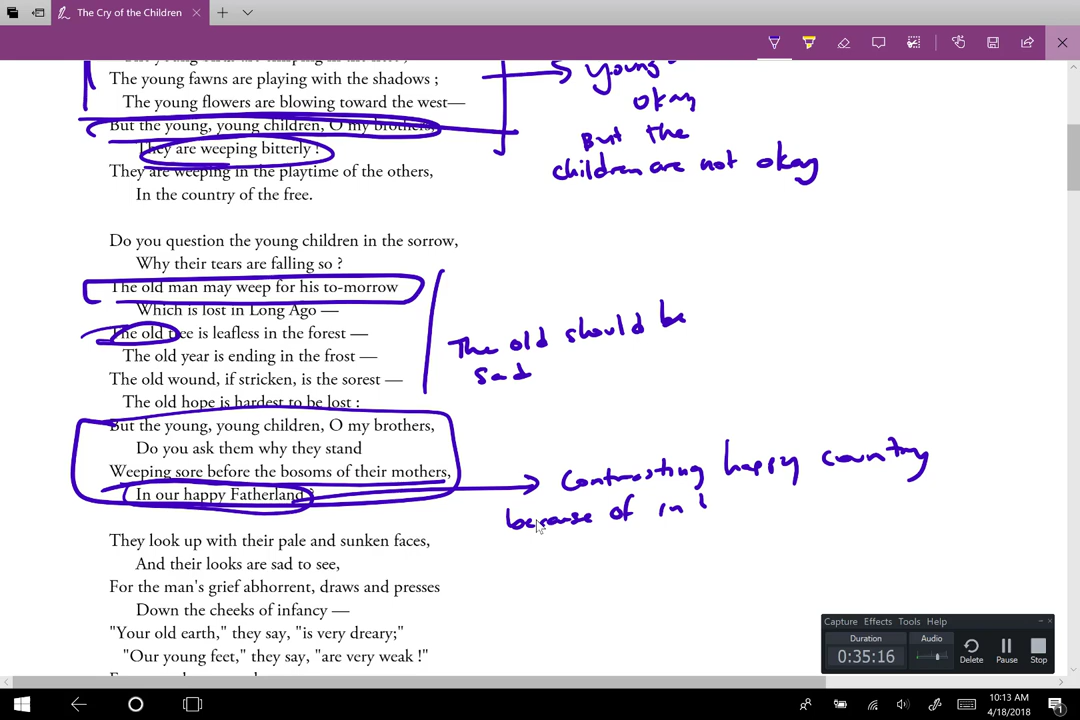 The Cry of the Children
The young fawns are playing with the shadows ;
The young flowers are blowing toward the west—
But the young, young children, O my brothers,
They are weeping bitterly !
They are weeping in the playtime of the others,
In the country of the free.
young
okay
But the
children are not okay
Do you question the young children in the sorrow,
Why their tears are falling so ?
The old man may weep for his to-morrow
Which is lost in Long Ago —
The old tree is leafless in the forest —
The old year is ending in the frost —
The old wound, if stricken, is the sorest —
The old hope is hardest to be lost :
The old should be
sad
But the young, young children, O my brothers,
Do you ask them why they stand
Weeping sore before the bosoms of their mothers,
In our happy Fatherland ?
Contrasting happy country
because of in
They look up with their pale and sunken faces,
And their looks are sad to see,
For the man's grief abhorrent, draws and presses
Down the cheeks of infancy —
"Your old earth," they say, "is very dreary;"
"Our young feet," they say, "are very weak !"
Capture Effects Tools Help
Duration
0:35:16
Audio
Delete
Pause
Stop
10:13 AM
4/18/2018